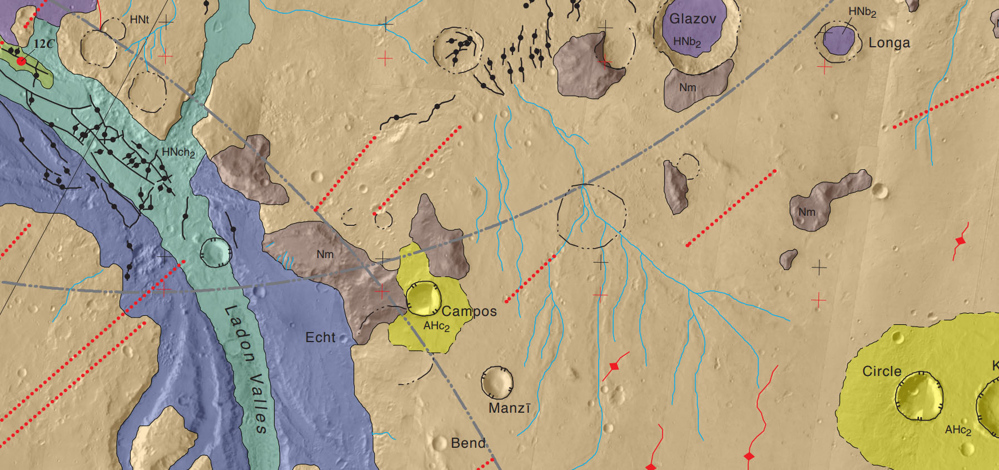 HNt
Glazov
HNb2
HNb2
Longa
12C
Nm
HNch2
Nm
Nm
Campos
AHc2
Echt
Ladon Valles
Circle
K
Manzī
AHc2
Bend
N